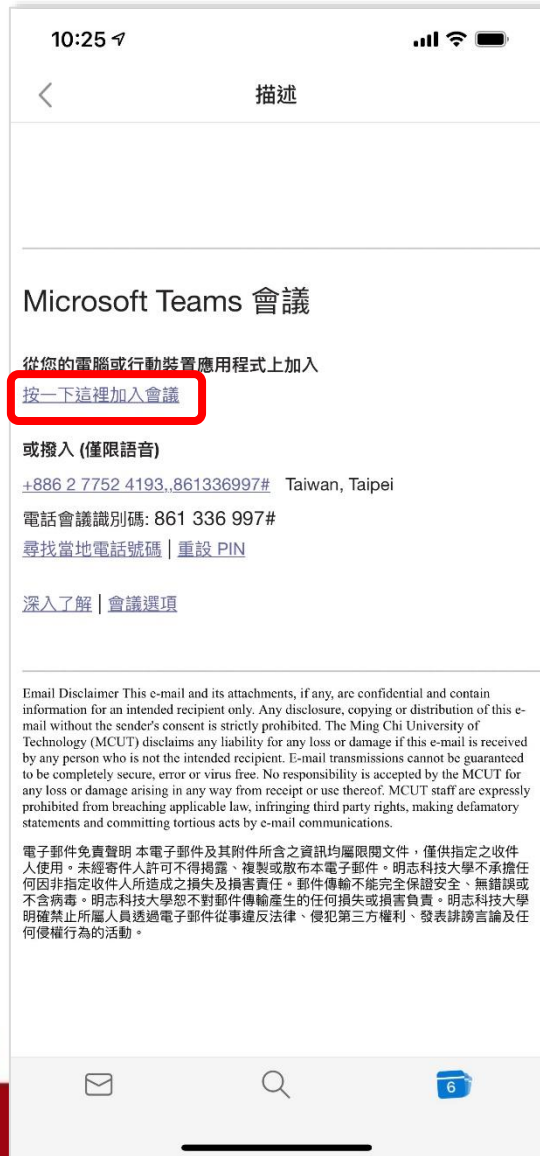 10:25
描述
Microsoft Teams 會議
從您的電腦或行動裝置應用程式上加入
按一下這裡加入會議
或撥入 (僅限語音)
+886 2 7752 4193,,861336997# Taiwan, Taipei
電話會議識別碼: 861 336 997#
尋找當地電話號碼 | 重設 PIN
深入了解 | 會議選項
Email Disclaimer This e-mail and its attachments, if any, are confidential and contain
information for an intended recipient only. Any disclosure, copying or distribution of this e-
mail without the sender's consent is strictly prohibited. The Ming Chi University of
Technology (MCUT) disclaims any liability for any loss or damage if this e-mail is received
by any person who is not the intended recipient. E-mail transmissions cannot be guaranteed
to be completely secure, error or virus free. No responsibility is accepted by the MCUT for
any loss or damage arising in any way from receipt or use thereof. MCUT staff are expressly
prohibited from breaching applicable law, infringing third party rights, making defamatory
statements and committing tortious acts by e-mail communications.
電子郵件免責聲明 本電子郵件及其附件所含之資訊均屬限閱文件，僅供指定之收件
人使用。未經寄件人許可不得揭露、複製或散布本電子郵件。明志科技大學不承擔任
何因非指定收件人所造成之損失及損害責任。郵件傳輸不能完全保證安全、無錯誤或
不含病毒。明志科技大學恕不對郵件傳輸產生的任何損失或損害負責。明志科技大學
明確禁止所屬人員透過電子郵件從事違反法律、侵犯第三方權利、發表誹謗言論及任
何侵權行為的活動。
6